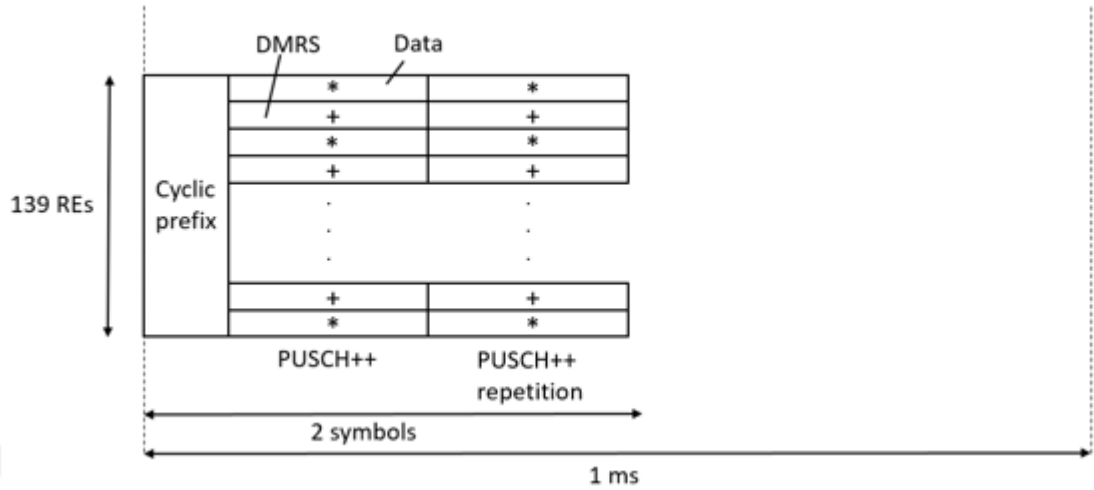 DMRS
Data
* *
+ +
* *
+ +
139 REs
Cyclic
prefix
. .
. .
. .
+ +
* *
PUSCH++
PUSCH++
repetition
2 symbols
1 ms